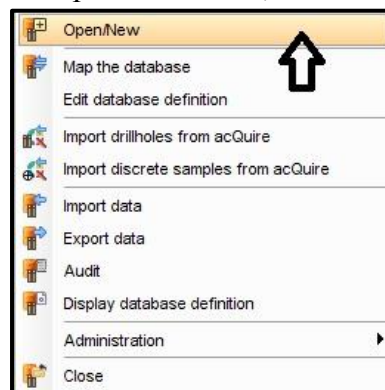 Open/New
Map the database
Edit database definition
Import drillholes from acQuire
Import discrete samples from acQuire
Import data
Export data
Audit
Display database definition
Administration
Close